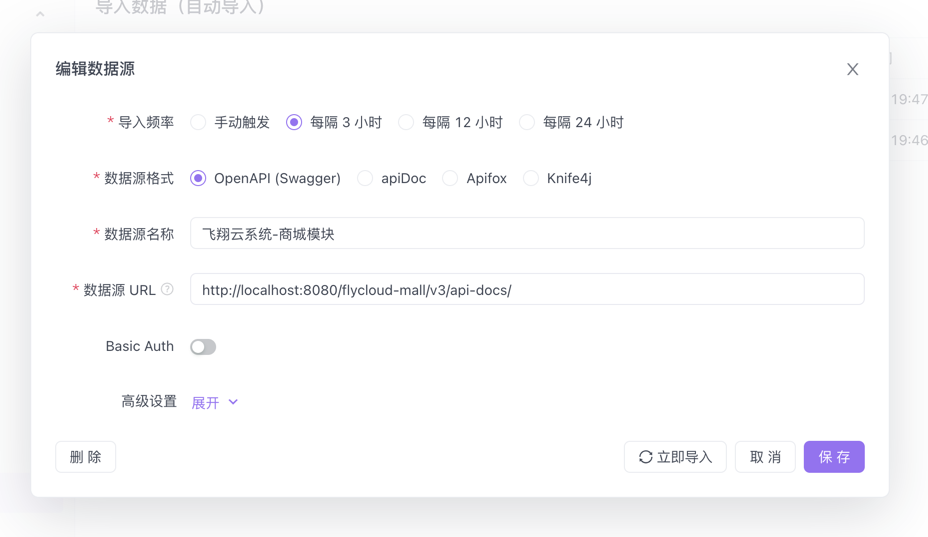 导入数据（自动导入）
编辑数据源
* 导入频率 手动触发 每隔 3 小时 每隔 12 小时 每隔 24 小时
* 数据源格式 OpenAPI (Swagger) apiDoc Apifox Knife4j
* 数据源名称 飞翔云系统-商城模块
* 数据源 URL ? http://localhost:8080/flycloud-mall/v3/api-docs/
Basic Auth
高级设置 展开
删 除 立即导入 取 消 保 存
19:47
19:46